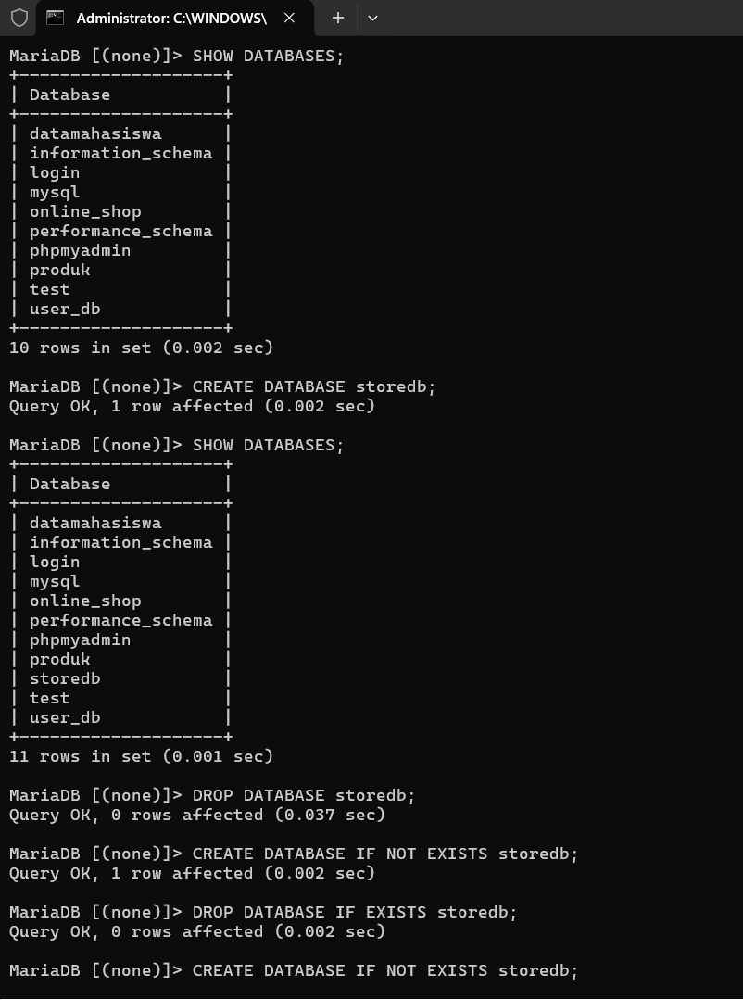 Administrator: C:\WINDOWS\
MariaDB [(none)]> SHOW DATABASES;
+--------------------+
| Database           |
+--------------------+
| datamahasiswa      |
| information_schema |
| login              |
| mysql              |
| online_shop        |
| performance_schema |
| phpmyadmin         |
| produk             |
| test               |
| user_db            |
+--------------------+
10 rows in set (0.002 sec)
MariaDB [(none)]> CREATE DATABASE storedb;
Query OK, 1 row affected (0.002 sec)
MariaDB [(none)]> SHOW DATABASES;
+--------------------+
| Database           |
+--------------------+
| datamahasiswa      |
| information_schema |
| login              |
| mysql              |
| online_shop        |
| performance_schema |
| phpmyadmin         |
| produk             |
| storedb            |
| test               |
| user_db            |
+--------------------+
11 rows in set (0.001 sec)
MariaDB [(none)]> DROP DATABASE storedb;
Query OK, 0 rows affected (0.037 sec)
MariaDB [(none)]> CREATE DATABASE IF NOT EXISTS storedb;
Query OK, 1 row affected (0.002 sec)
MariaDB [(none)]> DROP DATABASE IF EXISTS storedb;
Query OK, 0 rows affected (0.002 sec)
MariaDB [(none)]> CREATE DATABASE IF NOT EXISTS storedb;